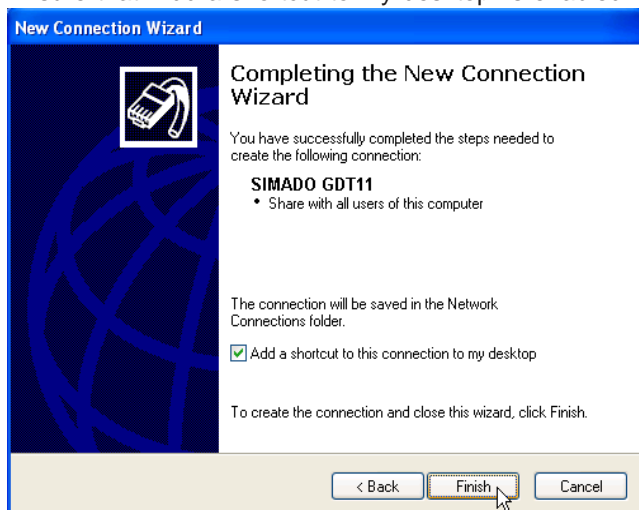 New Connection Wizard
Completing the New Connection
Wizard
You have successfully completed the steps needed to
create the following connection:
SIMADO GDT11
• Share with all users of this computer
The connection will be saved in the Network
Connections folder.
Add a shortcut to this connection to my desktop
To create the connection and close this wizard, click Finish.
< Back Finish Cancel